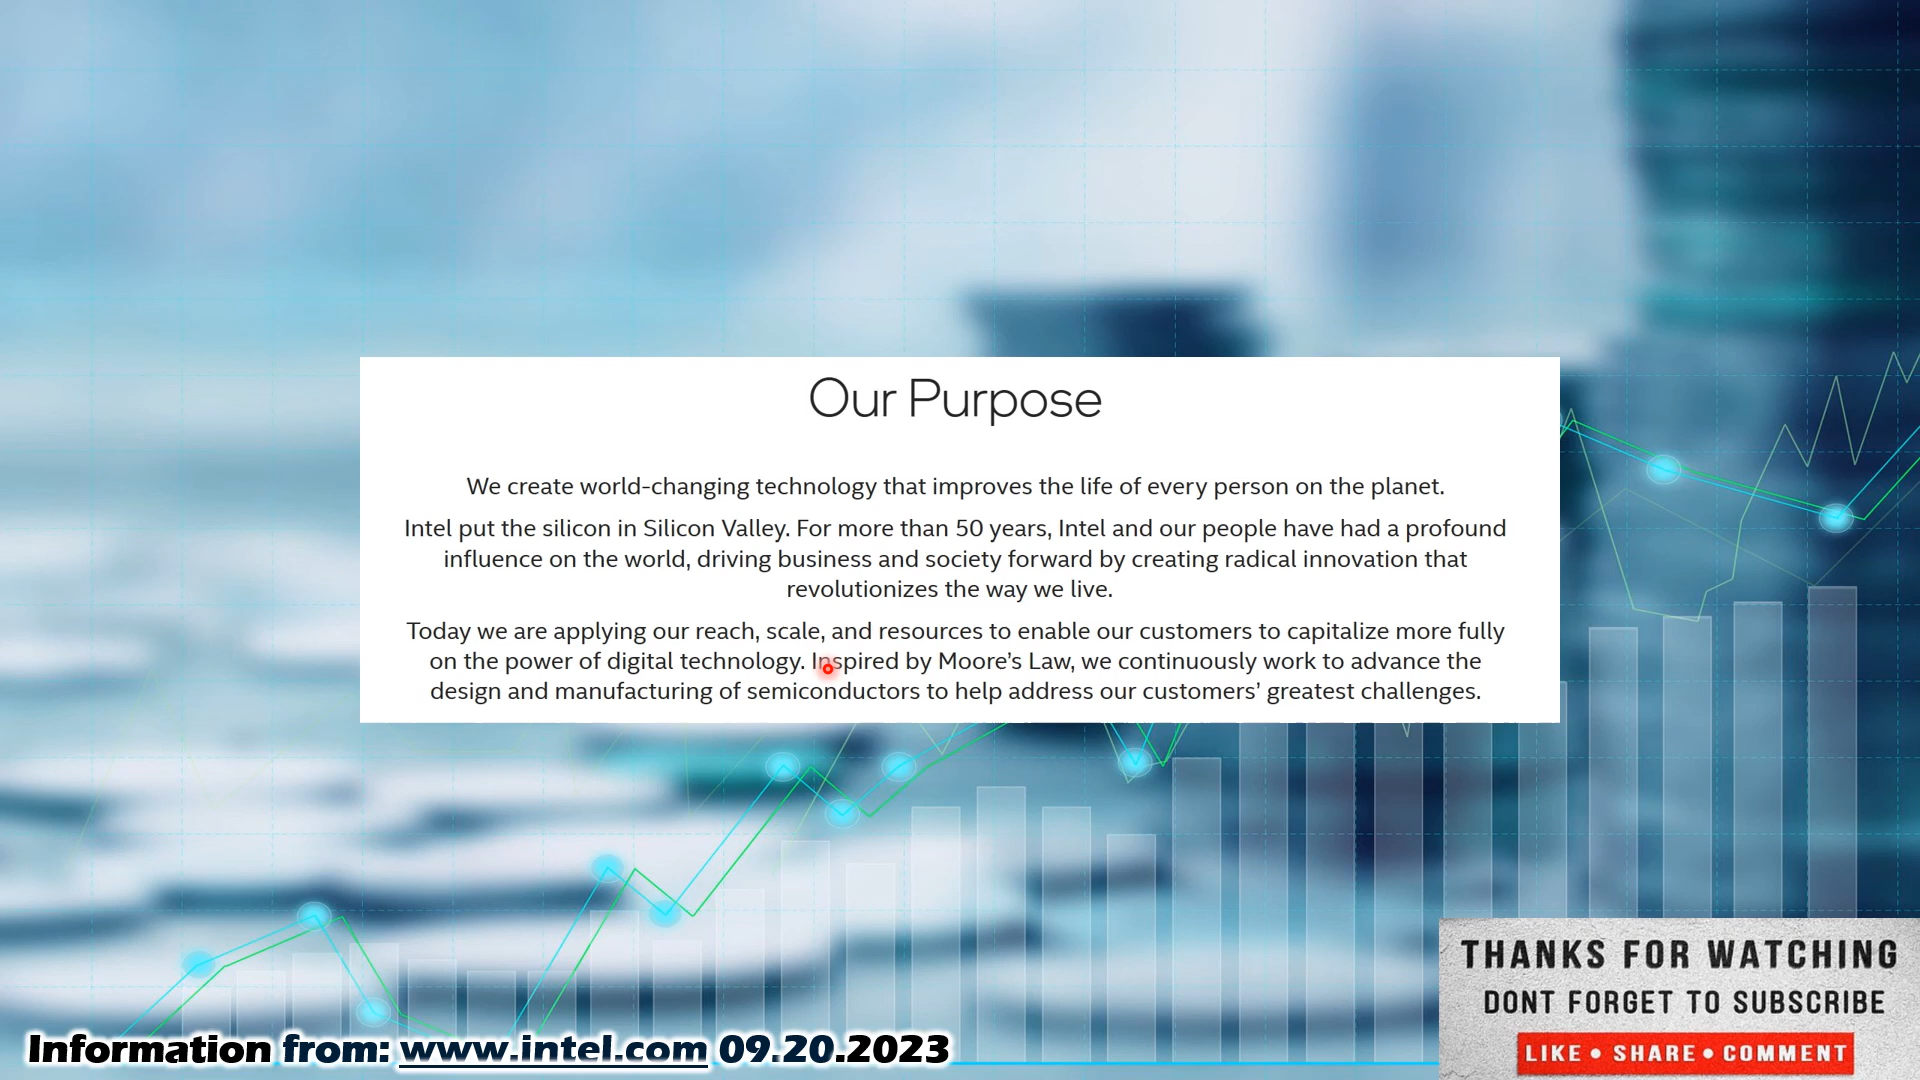 Our Purpose
We create world-changing technology that improves the life of every person on the planet.
Intel put the silicon in Silicon Valley. For more than 50 years, Intel and our people have had a profound
influence on the world, driving business and society forward by creating radical innovation that
revolutionizes the way we live.
Today we are applying our reach, scale, and resources to enable our customers to capitalize more fully
on the power of digital technology. Inspired by Moore’s Law, we continuously work to advance the
design and manufacturing of semiconductors to help address our customers’ greatest challenges.
THANKS FOR WATCHING
DONT FORGET TO SUBSCRIBE
LIKE • SHARE • COMMENT
Information from: www.intel.com 09.20.2023